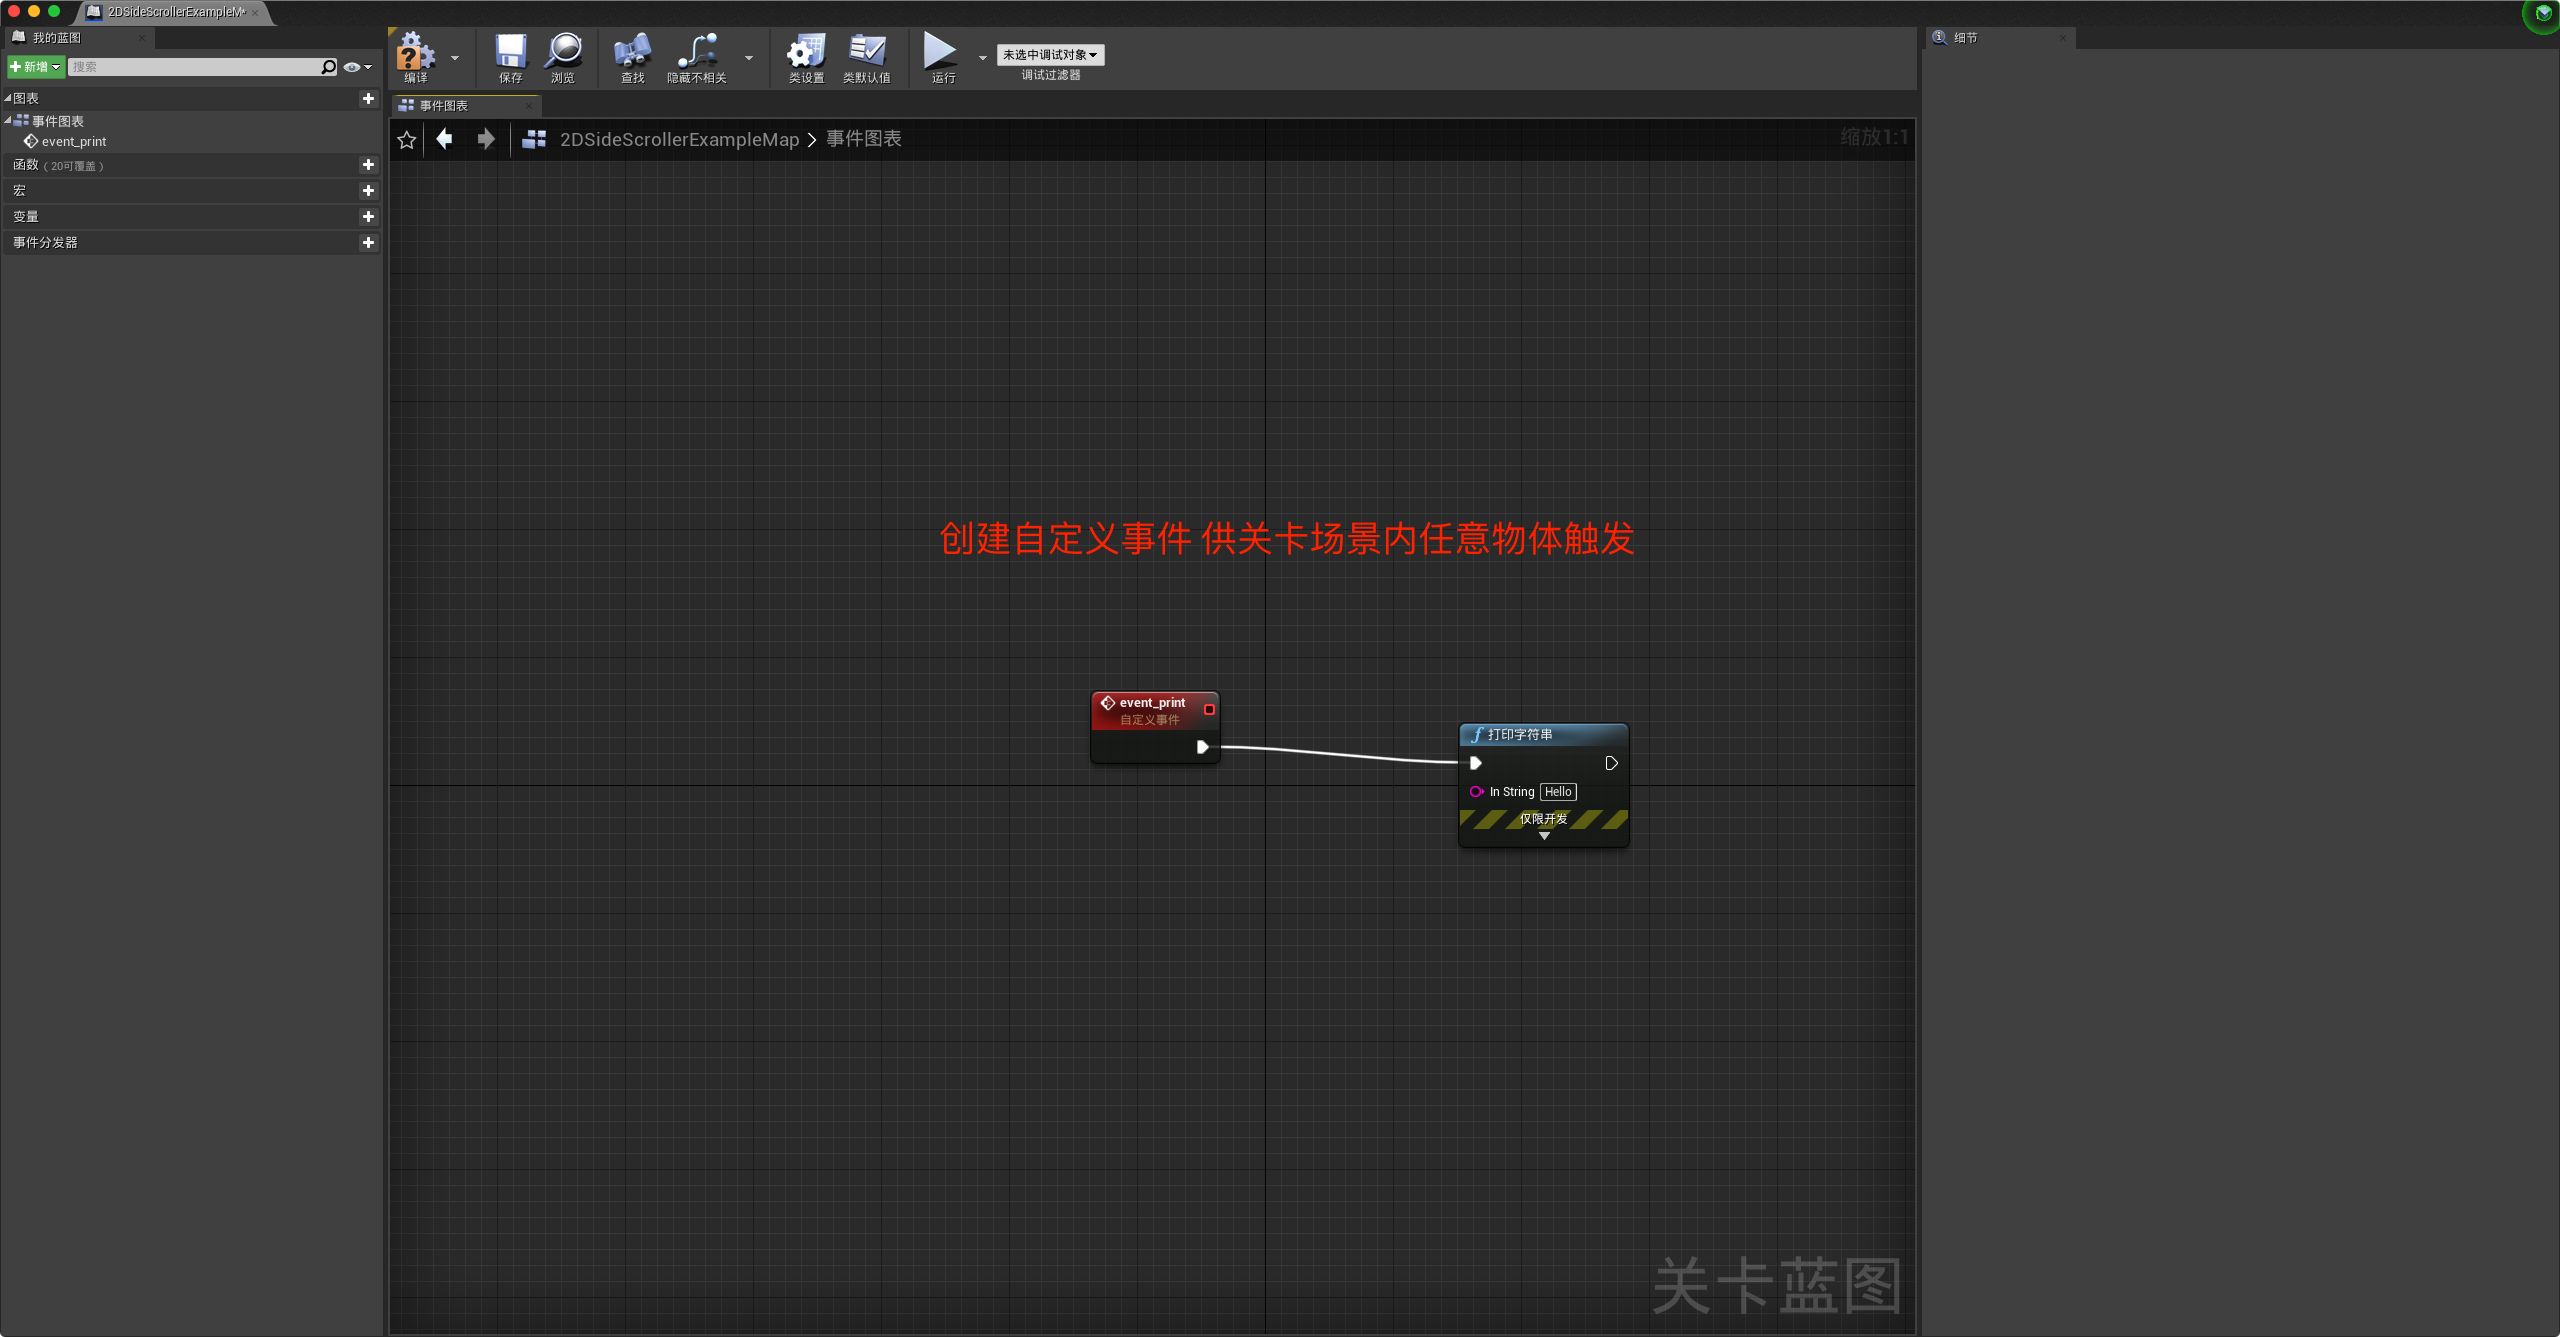 2DSideScrollerExampleM*
我的蓝图
新增
搜索
图表
事件图表
event_print
函数（20可覆盖）
宏
变量
事件分发器
编译
保存
浏览
查找
隐藏不相关
类设置
类默认值
运行
未选中调试对象
调试过滤器
事件图表
2DSideScrollerExampleMap > 事件图表
缩放1:1
创建自定义事件 供关卡场景内任意物体触发
event_print
自定义事件
打印字符串
In String Hello
仅限开发
关卡蓝图
细节